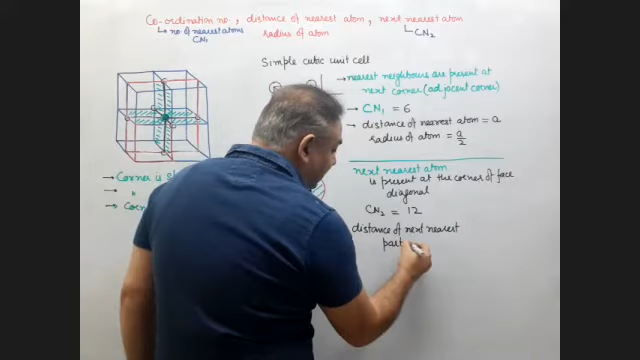 Co-ordination no., distance of nearest atom, next nearest atom
↳ no of nearest atoms radius of atom ↳ CN2
CN1
Simple cubic unit cell
→ nearest neighbours are present at
next corner (adjacent corner)
→ CN1 = 6
→ distance of nearest atom = a
radius of atom = a/2
next nearest atom
is present at the corner of face
diagonal
CN2 = 12
distance of next nearest
part
→ Corner is
→
→